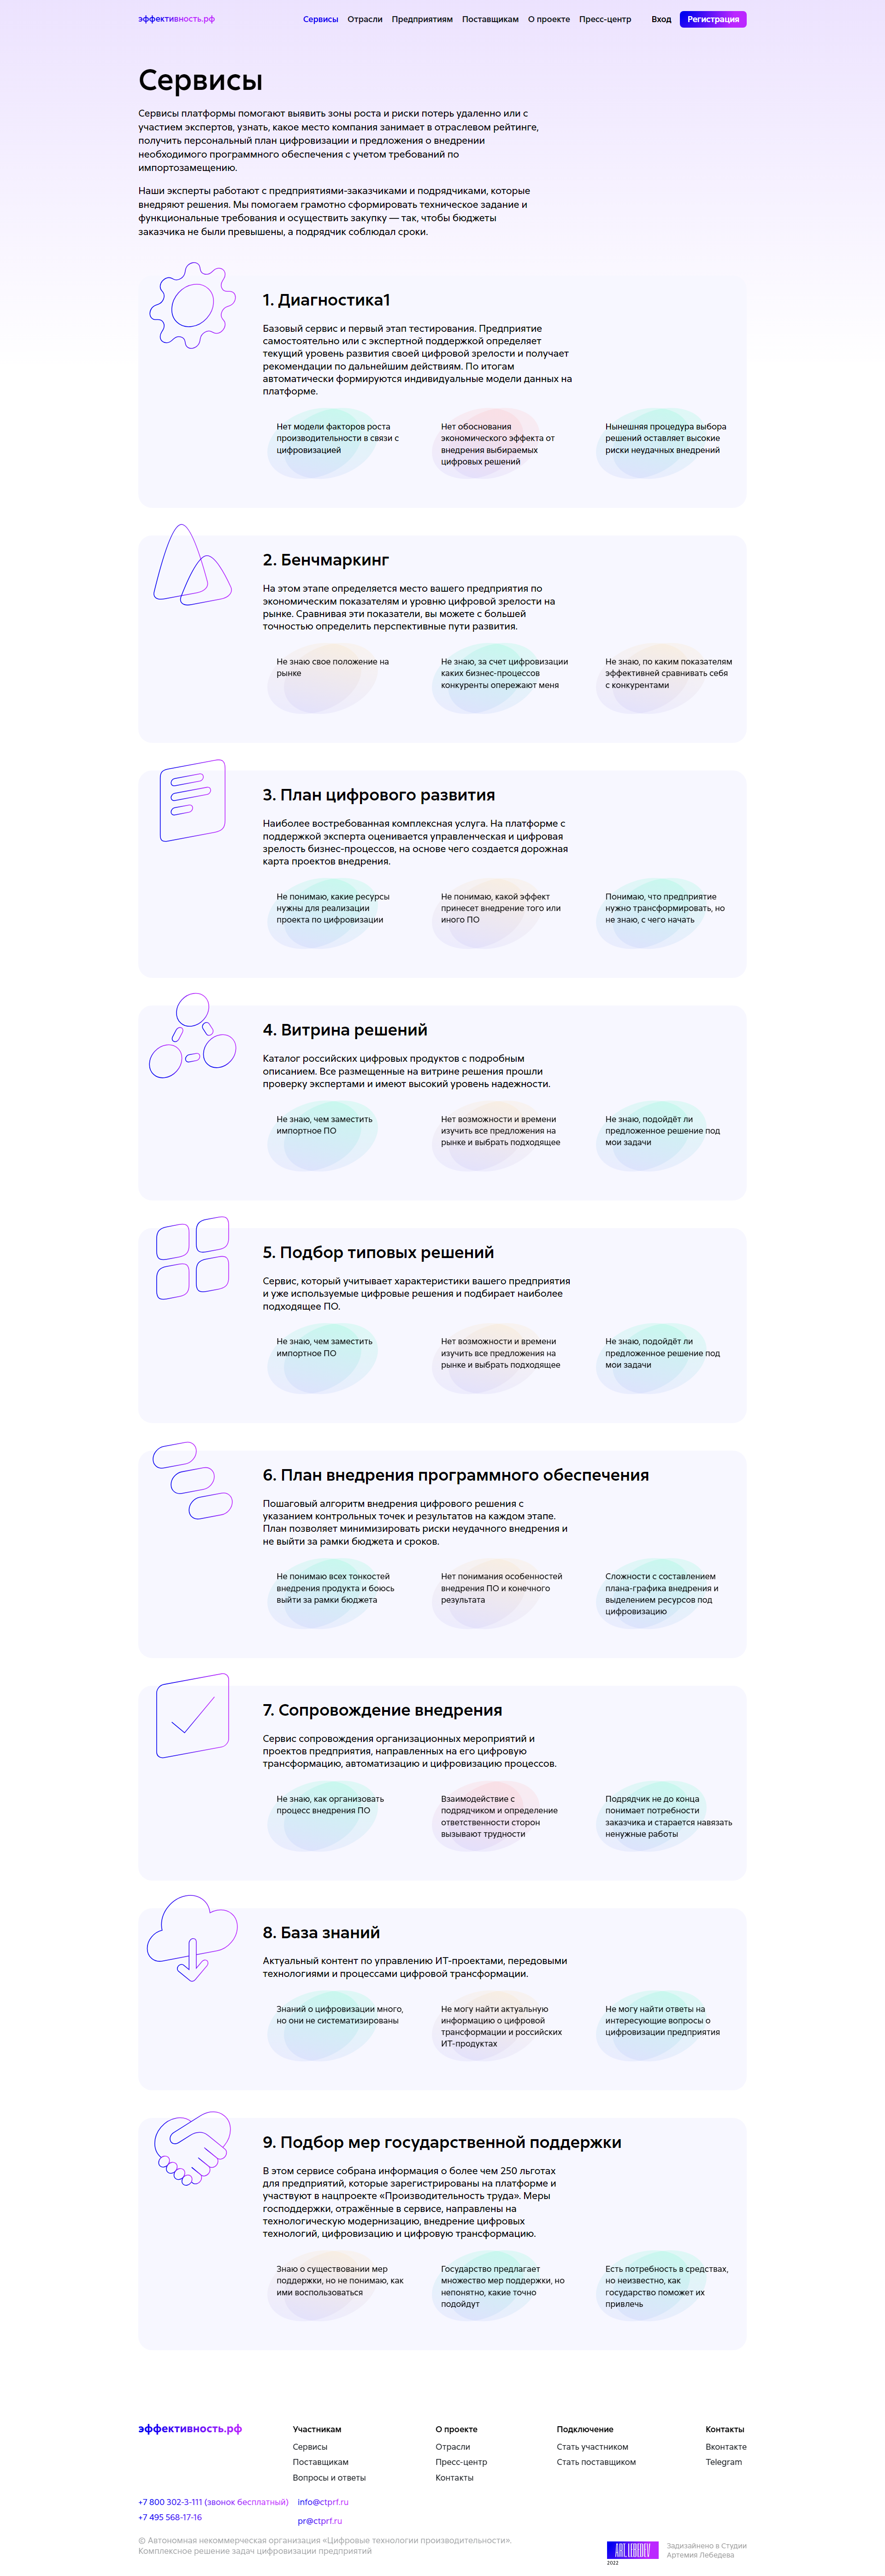 эффективность.рф
Сервисы Отрасли Предприятиям Поставщикам О проекте Пресс-центр Вход Регистрация
Сервисы
Сервисы платформы помогают выявить зоны роста и риски потерь удаленно или с
участием экспертов, узнать, какое место компания занимает в отраслевом рейтинге,
получить персональный план цифровизации и предложения о внедрении
необходимого программного обеспечения с учетом требований по
импортозамещению.
Наши эксперты работают с предприятиями-заказчиками и подрядчиками, которые
внедряют решения. Мы помогаем грамотно сформировать техническое задание и
функциональные требования и осуществить закупку — так, чтобы бюджеты
заказчика не были превышены, а подрядчик соблюдал сроки.
1. Диагностика1
Базовый сервис и первый этап тестирования. Предприятие
самостоятельно или с экспертной поддержкой определяет
текущий уровень развития своей цифровой зрелости и получает
рекомендации по дальнейшим действиям. По итогам
автоматически формируются индивидуальные модели данных на
платформе.
Нет модели факторов роста
производительности в связи с
цифровизацией
Нет обоснования
экономического эффекта от
внедрения выбираемых
цифровых решений
Нынешняя процедура выбора
решений оставляет высокие
риски неудачных внедрений
2. Бенчмаркинг
На этом этапе определяется место вашего предприятия по
экономическим показателям и уровню цифровой зрелости на
рынке. Сравнивая эти показатели, вы можете с большей
точностью определить перспективные пути развития.
Не знаю свое положение на
рынке
Не знаю, за счет цифровизации
каких бизнес-процессов
конкуренты опережают меня
Не знаю, по каким показателям
эффективней сравнивать себя
с конкурентами
3. План цифрового развития
Наиболее востребованная комплексная услуга. На платформе с
поддержкой эксперта оценивается управленческая и цифровая
зрелость бизнес-процессов, на основе чего создается дорожная
карта проектов внедрения.
Не понимаю, какие ресурсы
нужны для реализации
проекта по цифровизации
Не понимаю, какой эффект
принесет внедрение того или
иного ПО
Понимаю, что предприятие
нужно трансформировать, но
не знаю, с чего начать
4. Витрина решений
Каталог российских цифровых продуктов с подробным
описанием. Все размещенные на витрине решения прошли
проверку экспертами и имеют высокий уровень надежности.
Не знаю, чем заместить
импортное ПО
Нет возможности и времени
изучить все предложения на
рынке и выбрать подходящее
Не знаю, подойдёт ли
предложенное решение под
мои задачи
5. Подбор типовых решений
Сервис, который учитывает характеристики вашего предприятия
и уже используемые цифровые решения и подбирает наиболее
подходящее ПО.
Не знаю, чем заместить
импортное ПО
Нет возможности и времени
изучить все предложения на
рынке и выбрать подходящее
Не знаю, подойдёт ли
предложенное решение под
мои задачи
6. План внедрения программного обеспечения
Пошаговый алгоритм внедрения цифрового решения с
указанием контрольных точек и результатов на каждом этапе.
План позволяет минимизировать риски неудачного внедрения и
не выйти за рамки бюджета и сроков.
Не понимаю всех тонкостей
внедрения продукта и боюсь
выйти за рамки бюджета
Нет понимания особенностей
внедрения ПО и конечного
результата
Сложности с составлением
плана-графика внедрения и
выделением ресурсов под
цифровизацию
7. Сопровождение внедрения
Сервис сопровождения организационных мероприятий и
проектов предприятия, направленных на его цифровую
трансформацию, автоматизацию и цифровизацию процессов.
Не знаю, как организовать
процесс внедрения ПО
Взаимодействие с
подрядчиком и определение
ответственности сторон
вызывают трудности
Подрядчик не до конца
понимает потребности
заказчика и старается навязать
ненужные работы
8. База знаний
Актуальный контент по управлению ИТ-проектами, передовыми
технологиями и процессами цифровой трансформации.
Знаний о цифровизации много,
но они не систематизированы
Не могу найти актуальную
информацию о цифровой
трансформации и российских
ИТ-продуктах
Не могу найти ответы на
интересующие вопросы о
цифровизации предприятия
9. Подбор мер государственной поддержки
В этом сервисе собрана информация о более чем 250 льготах
для предприятий, которые зарегистрированы на платформе и
участвуют в нацпроекте «Производительность труда». Меры
господдержки, отражённые в сервисе, направлены на
технологическую модернизацию, внедрение цифровых
технологий, цифровизацию и цифровую трансформацию.
Знаю о существовании мер
поддержки, но не понимаю, как
ими воспользоваться
Государство предлагает
множество мер поддержки, но
непонятно, какие точно
подойдут
Есть потребность в средствах,
но неизвестно, как
государство поможет их
привлечь
эффективность.рф
Участникам
Сервисы
Поставщикам
Вопросы и ответы
О проекте
Отрасли
Пресс-центр
Контакты
Подключение
Стать участником
Стать поставщиком
Контакты
Вконтакте
Telegram
+7 800 302-3-111 (звонок бесплатный)
+7 495 568-17-16
info@ctprf.ru
pr@ctprf.ru
© Автономная некоммерческая организация «Цифровые технологии производительности».
Комплексное решение задач цифровизации предприятий
ART.LEBEDEV
2022
Задизайнено в Студии
Артемия Лебедева